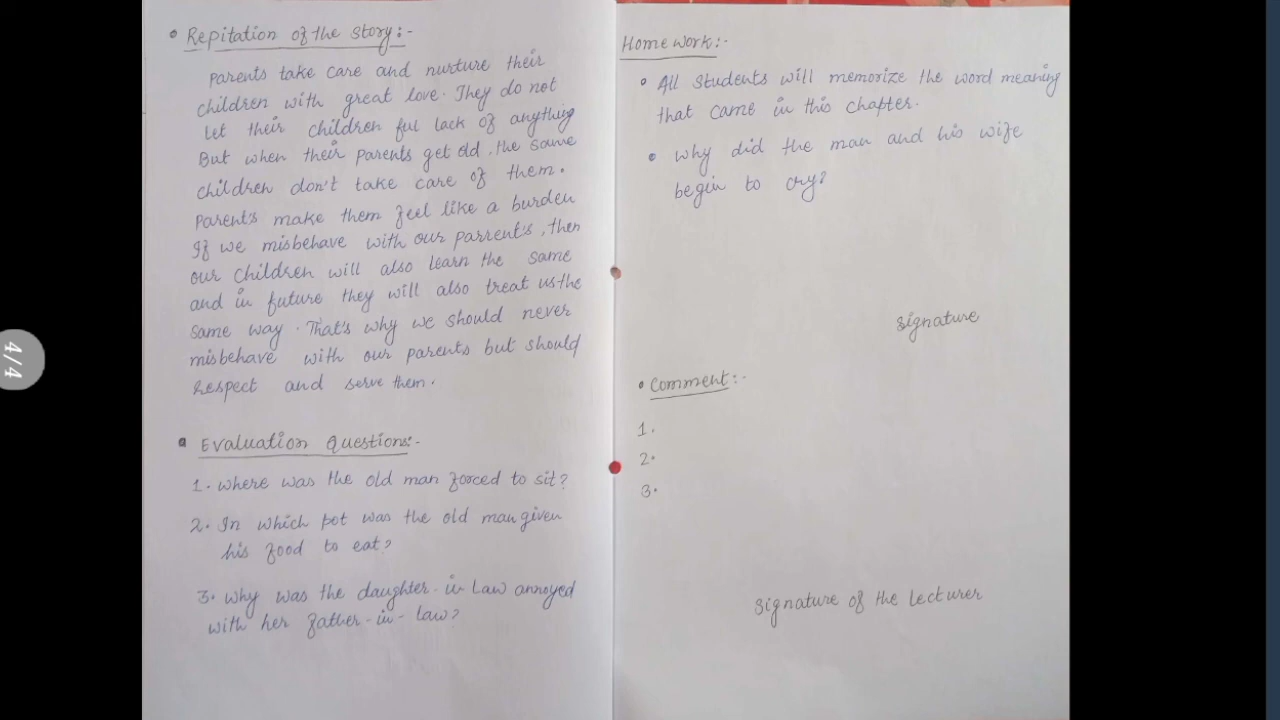 • Repitation of the story:-
Parents take care and nurture their
children with great love. They do not
let their children ful lack of anything
But when their parents get old, the same
children don't take care of them.
Parents make them feel like a burden
If we misbehave with our parrents, then
our children will also learn the same
and in future they will also treat us the
same way. That's why we should never
misbehave with our parents but should
respect and serve them.
• Evaluation Questions:-
1. where was the old man forced to sit?
2. In which pot was the old man given
his food to eat?
3. why was the daughter-in-law annoyed
with her father-in-law?
Home work:-
• All students will memorize the word meaning
that came in this chapter.
• why did the man and his wife
begin to cry?
signature
• comment:-
1.
2.
3.
signature of the lecturer
4/4